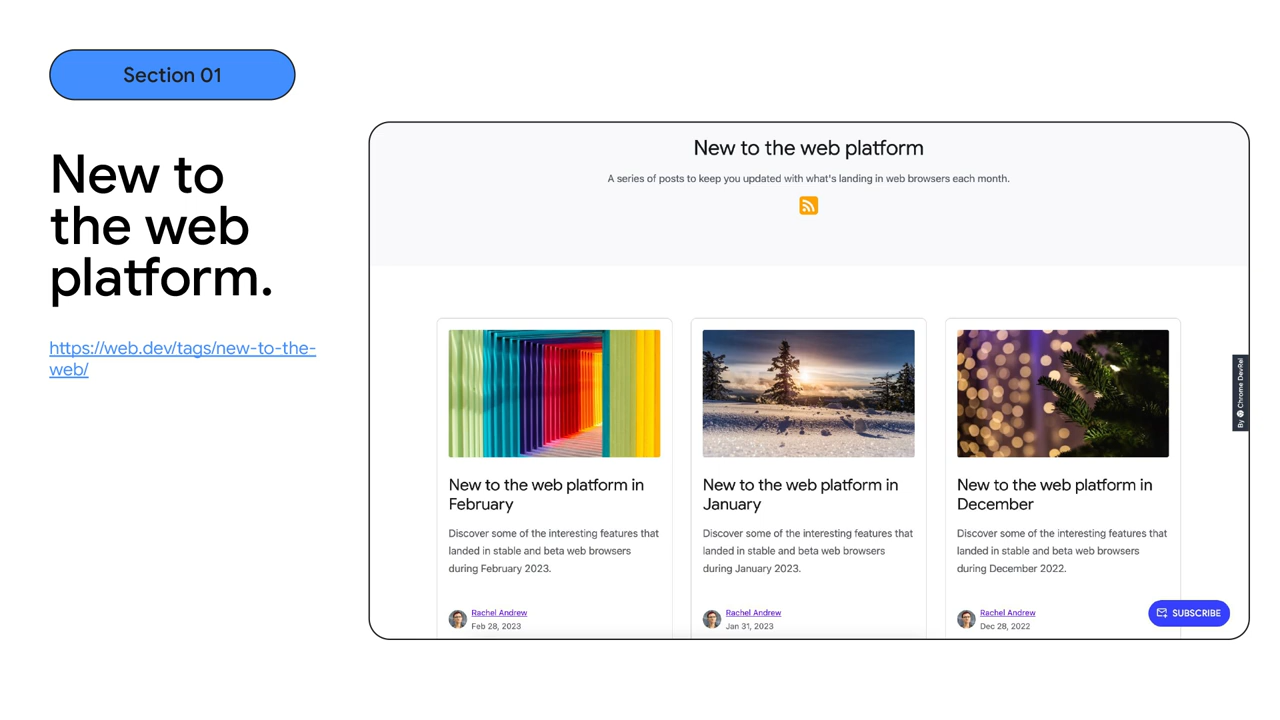 Section 01
New to
the web
platform.
https://web.dev/tags/new-to-the-
web/
New to the web platform
A series of posts to keep you updated with what's landing in web browsers each month.
New to the web platform in
February
Discover some of the interesting features that
landed in stable and beta web browsers
during February 2023.
Rachel Andrew
Feb 28, 2023
New to the web platform in
January
Discover some of the interesting features that
landed in stable and beta web browsers
during January 2023.
Rachel Andrew
Jan 31, 2023
New to the web platform in
December
Discover some of the interesting features that
landed in stable and beta web browsers
during December 2022.
Rachel Andrew
Dec 28, 2022
SUBSCRIBE
By Chrome DevRel